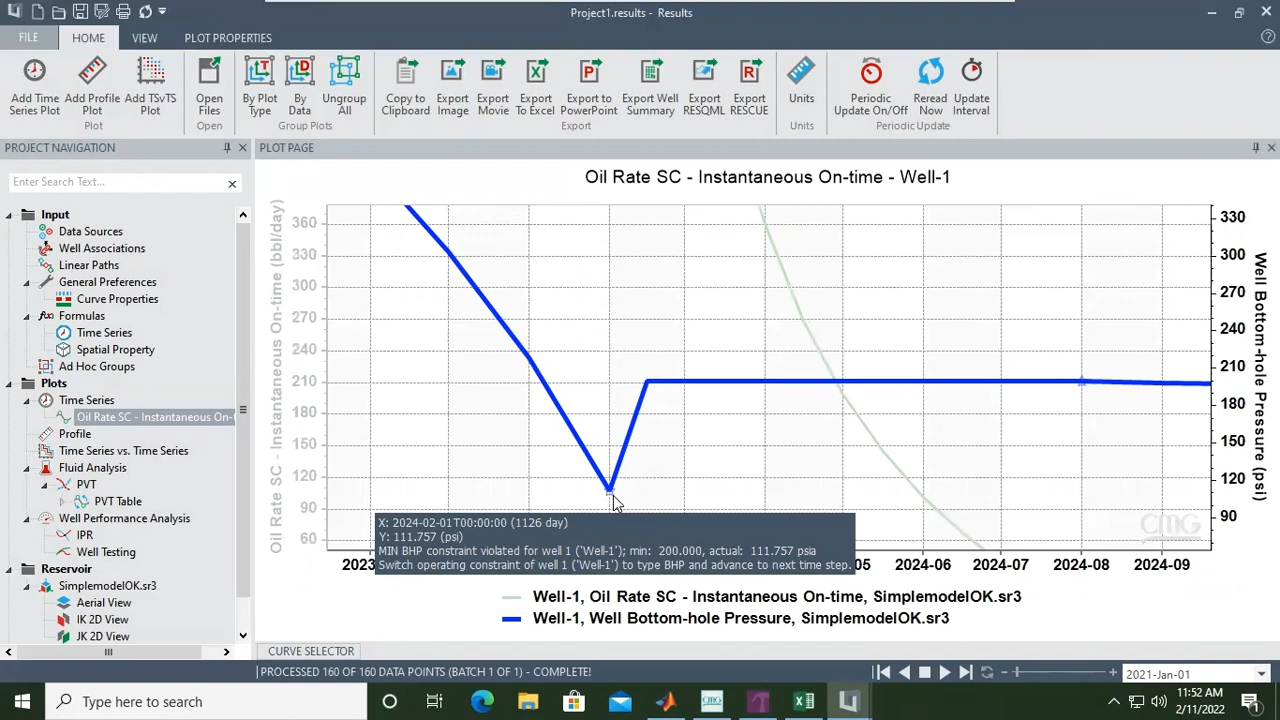 Project1.results - Results
FILE HOME VIEW PLOT PROPERTIES
Add Time Series Plot
Add Profile Plot
Add TSvTS Plot
Open Files
By Plot Type
By Data
Ungroup All
Copy to Clipboard
Export Image
Export Movie
Export To Excel
Export to PowerPoint
Export Well Summary
Export RESQML
Export RESCUE
Units
Periodic Update On/Off
Reread Now
Update Interval
Plot Open Group Plots Export Units Periodic Update
PROJECT NAVIGATION
Enter Search Text...
Input
Data Sources
Well Associations
Linear Paths
General Preferences
Curve Properties
Formulas
Time Series
Spatial Property
Ad Hoc Groups
Plots
Time Series
Oil Rate SC - Instantaneous On-t
Profile
Time Series vs. Time Series
Fluid Analysis
PVT
PVT Table
Well Performance Analysis
IPR
Well Testing
Reservoir
SimplemodelOK.sr3
Aerial View
IK 2D View
JK 2D View
PLOT PAGE
Oil Rate SC - Instantaneous On-time - Well-1
Oil Rate SC - Instantaneous On-time (bbl/day)
360
330
300
270
240
210
180
150
120
90
60
330
300
270
240
210
180
150
120
90
Well Bottom-hole Pressure (psi)
CMG
X: 2024-02-01T00:00:00 (1126 day)
Y: 111.757 (psi)
MIN BHP constraint violated for well 1 ('Well-1'); min: 200.000, actual: 111.757 psia
Switch operating constraint of well 1 ('Well-1') to type BHP and advance to next time step.
2023 05 2024-06 2024-07 2024-08 2024-09
Well-1, Oil Rate SC - Instantaneous On-time, SimplemodelOK.sr3
Well-1, Well Bottom-hole Pressure, SimplemodelOK.sr3
CURVE SELECTOR
PROCESSED 160 OF 160 DATA POINTS (BATCH 1 OF 1) - COMPLETE!
2021-Jan-01
Type here to search
11:52 AM
2/11/2022
1